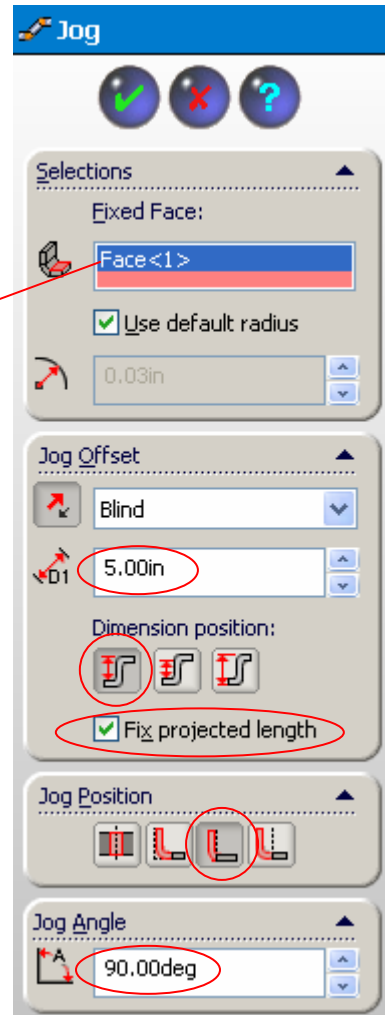 Jog
?
Selections
Fixed Face:
Face<1>
Use default radius
0.03in
Jog Offset
Blind
D1
5.00in
Dimension position:
Fix projected length
Jog Position
Jog Angle
A
90.00deg